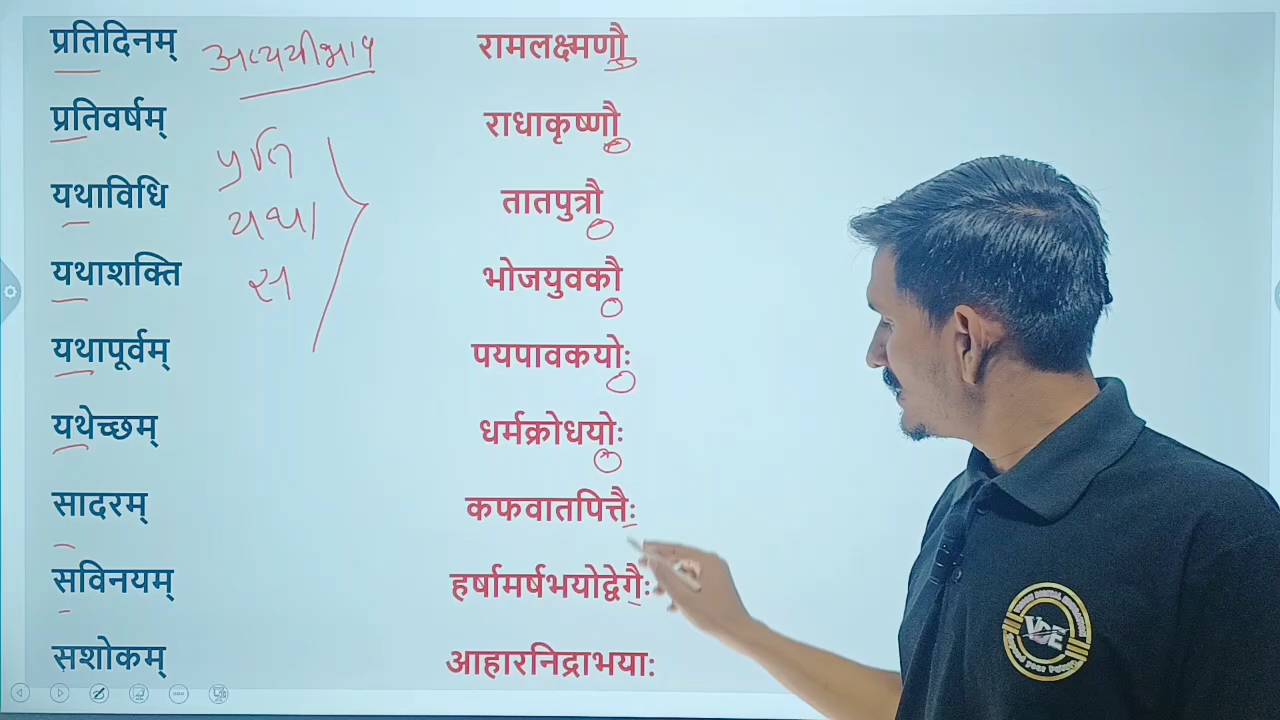 प्रतिदिनम् अव्ययीभाव
प्रतिवर्षम्
प्रति
यथाविधि
यथा
यथाशक्ति
स
यथापूर्वम्
यथेच्छम्
सादरम्
सविनयम्
सशोकम्
रामलक्ष्मणौ
राधाकृष्णौ
तातपुत्रौ
भोजयुवकौ
पयपावकयोः
धर्मक्रोधयोः
कफवातपित्तैः
हर्षामर्षभयोद्वेगैः
आहारनिद्राभयाः
VDE